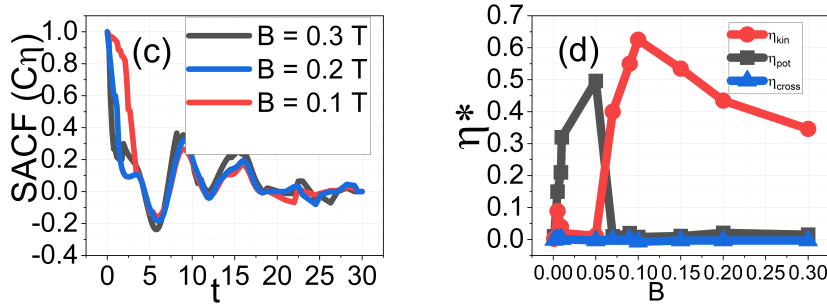 (c)
B = 0.3 T
B = 0.2 T
B = 0.1 T
SACF (Cη)
1.0
0.8
0.6
0.4
0.2
0.0
-0.2
-0.4
0 5 10 15 20 25 30
t
(d)
ηkin
ηpot
ηcross
η*
0.7
0.6
0.5
0.4
0.3
0.2
0.1
0.0
0.00 0.05 0.10 0.15 0.20 0.25 0.30
B